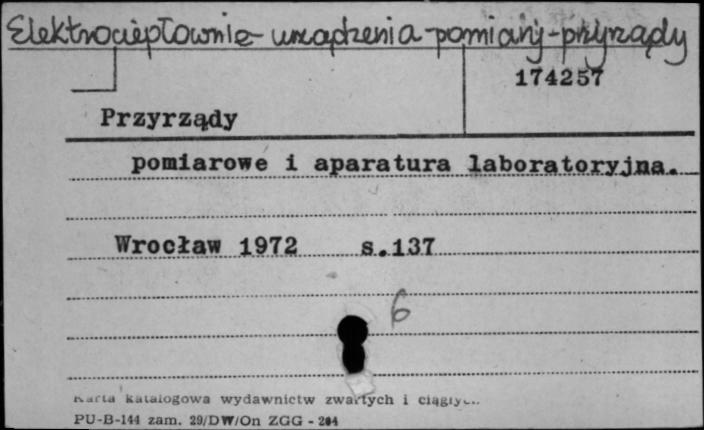 Elektrociepłownie-urządzenia-pomiary-przyrządy
174257
Przyrządy
pomiarowe i aparatura laboratoryjna.
Wrocław 1972 s.137
6
Karta katalogowa wydawnictw zwartych i ciągłych.
PU-B-144 zam. 29/DW/On ZGG - 204